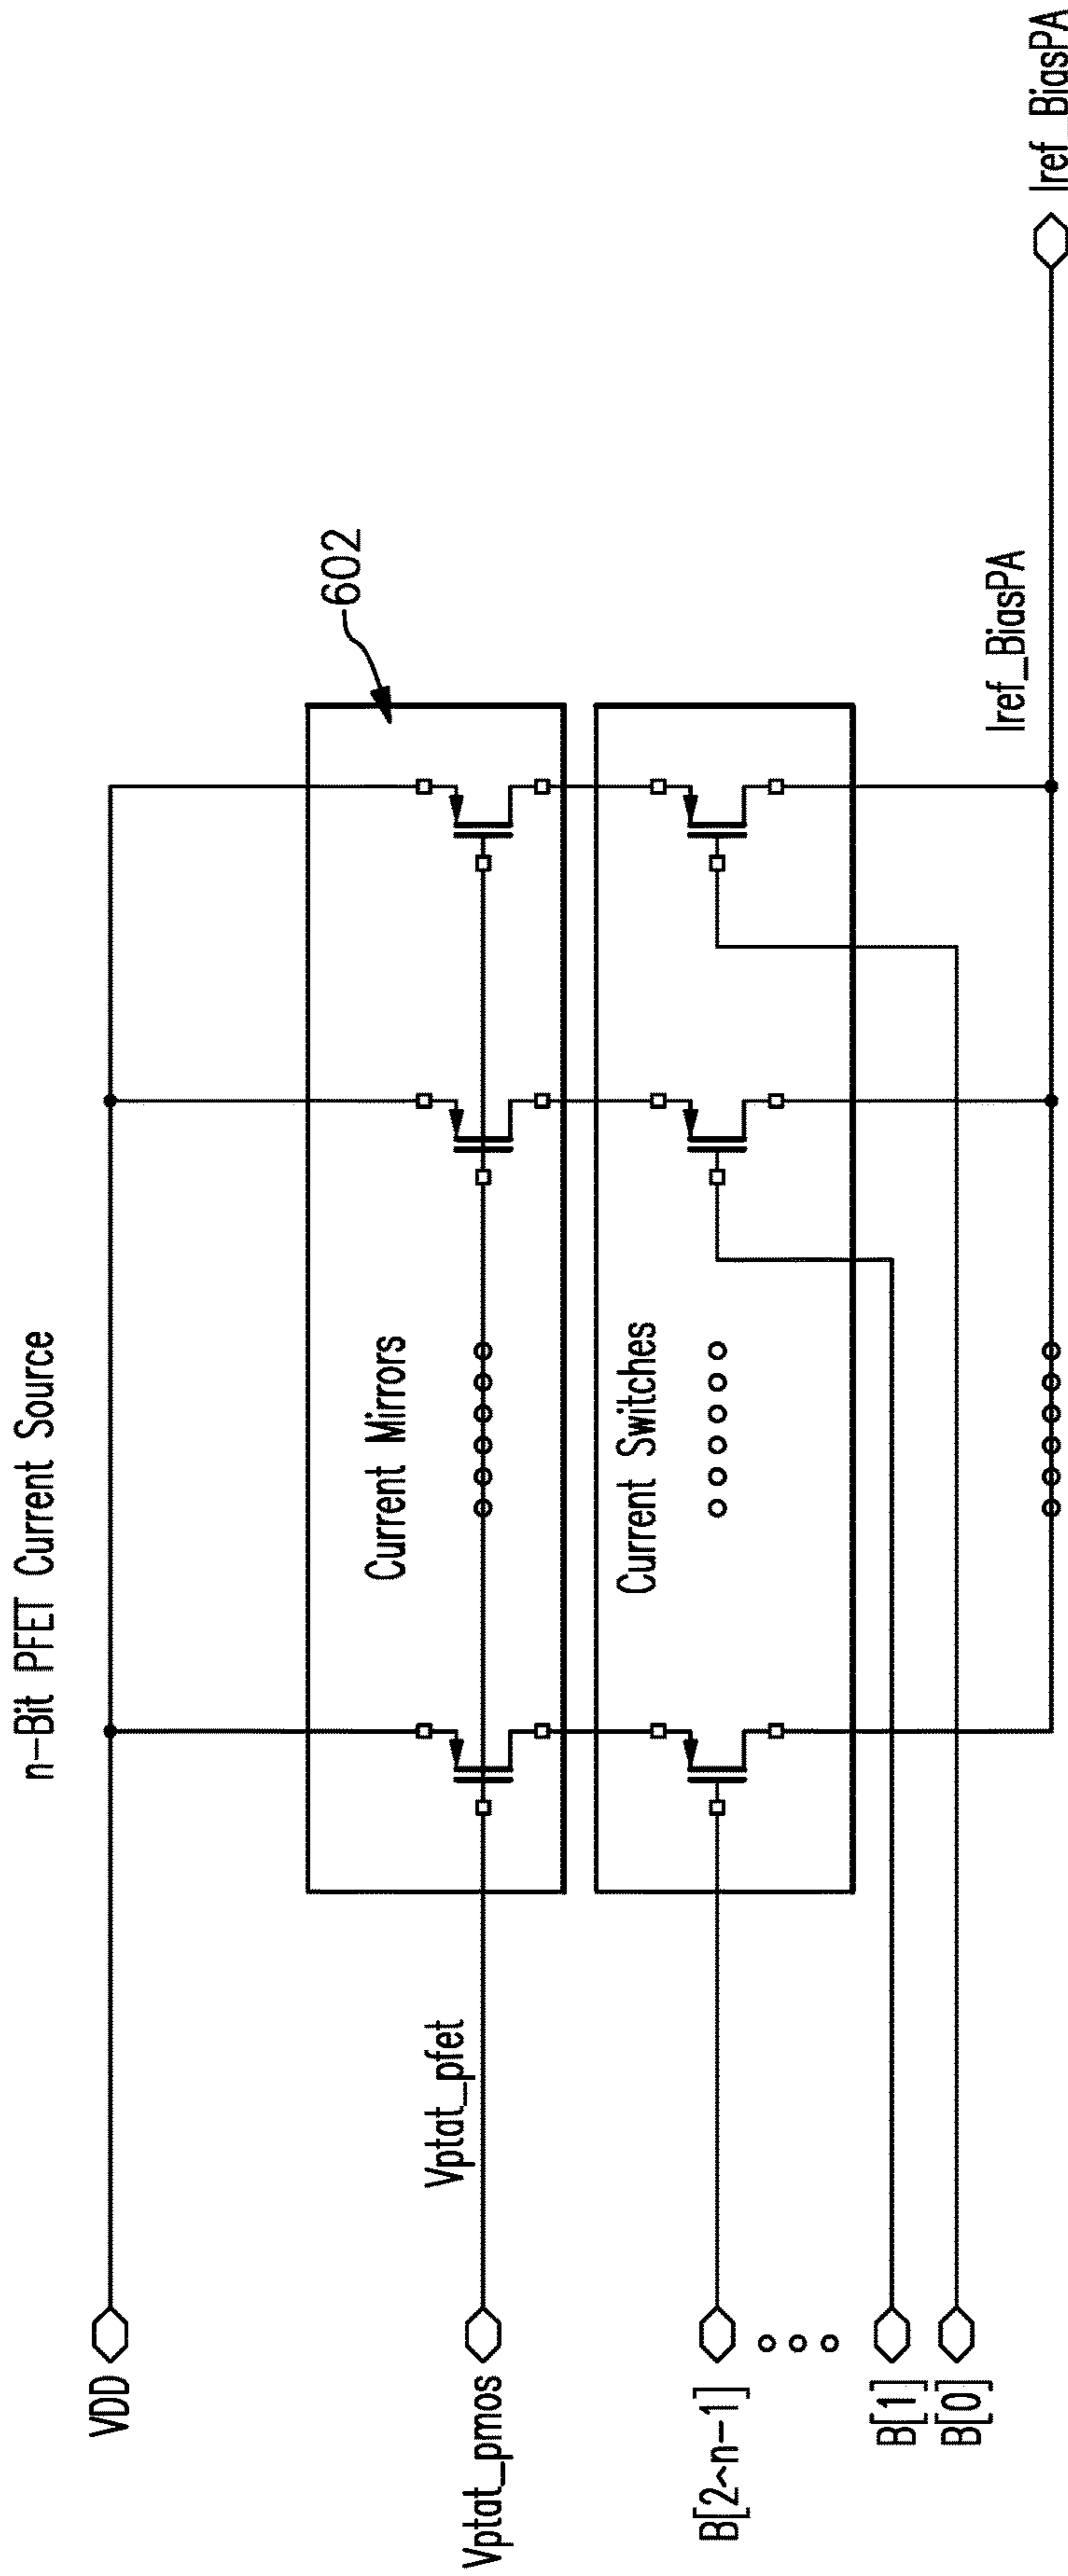 n-Bit PFET Current Source
VDD
602
Current Mirrors
Vptat_pfet
Vptat_pmos
Current Switches
B[2^n-1]
B[1]
B[0]
Iref_BiasPA
Iref_BiasPA